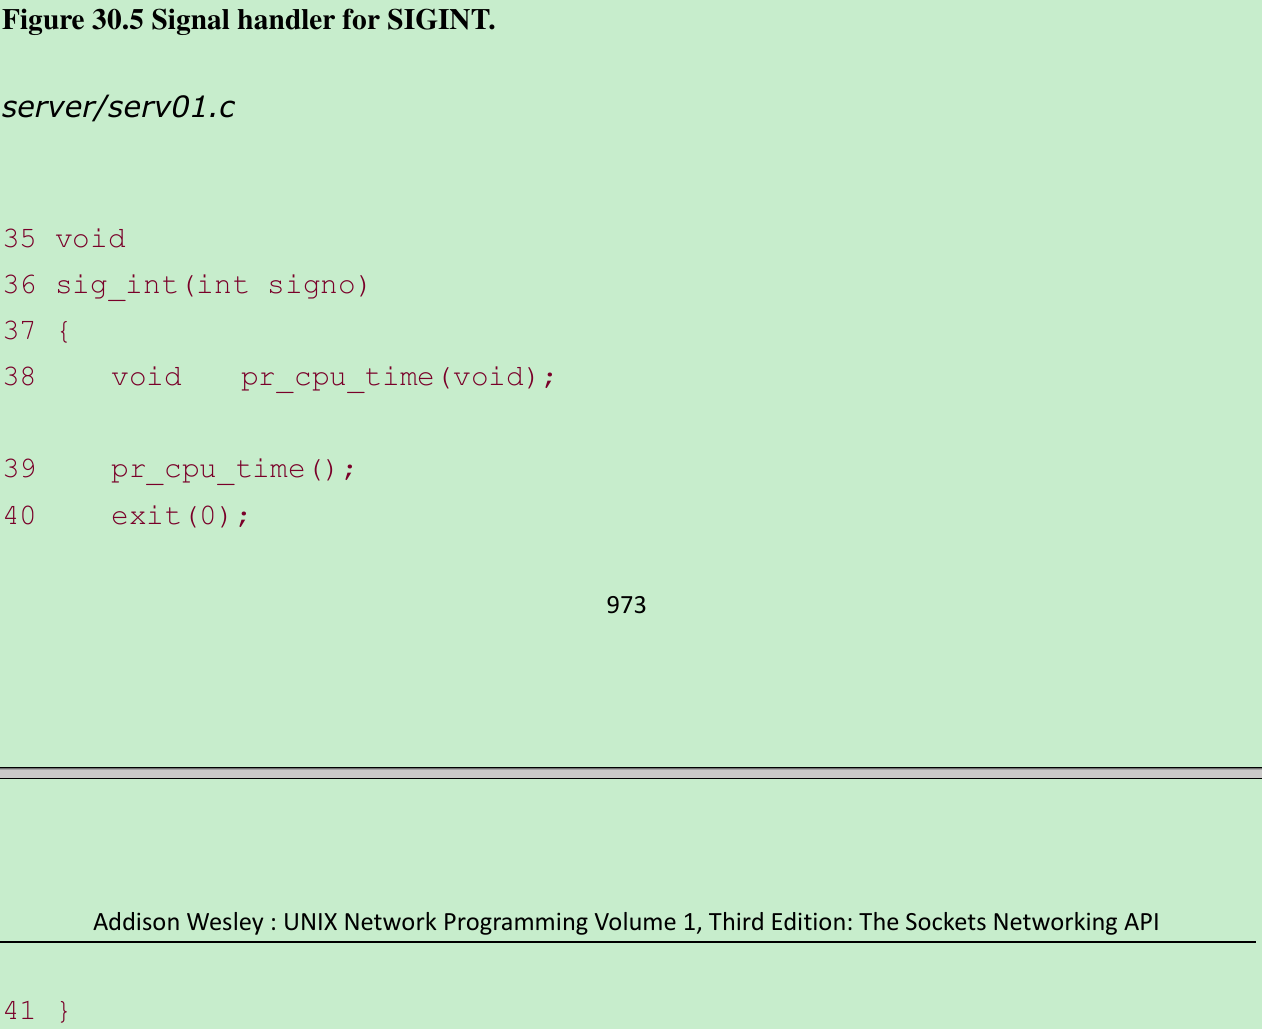 Figure 30.5 Signal handler for SIGINT.
server/serv01.c
35 void
36 sig_int(int signo)
37 {
38    void   pr_cpu_time(void);
39    pr_cpu_time();
40    exit(0);
973
Addison Wesley : UNIX Network Programming Volume 1, Third Edition: The Sockets Networking API
41 }